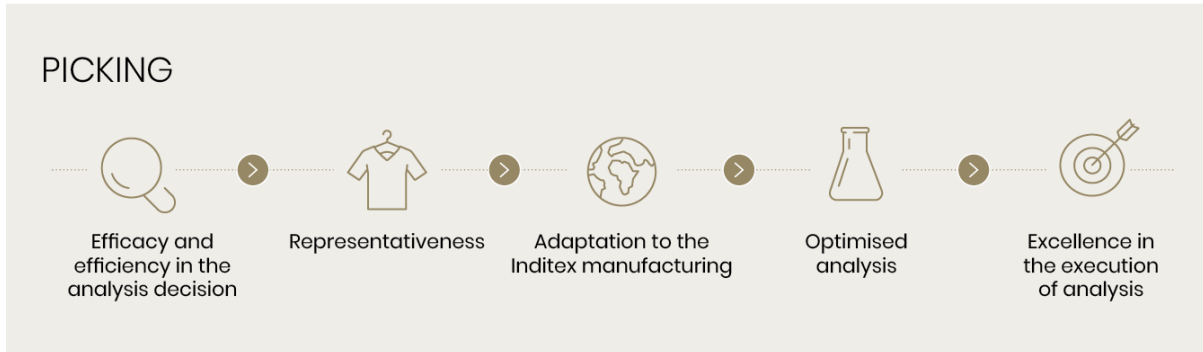 PICKING
Efficacy and
efficiency in the
analysis decision
Representativeness
Adaptation to the
Inditex manufacturing
Optimised
analysis
Excellence in
the execution
of analysis